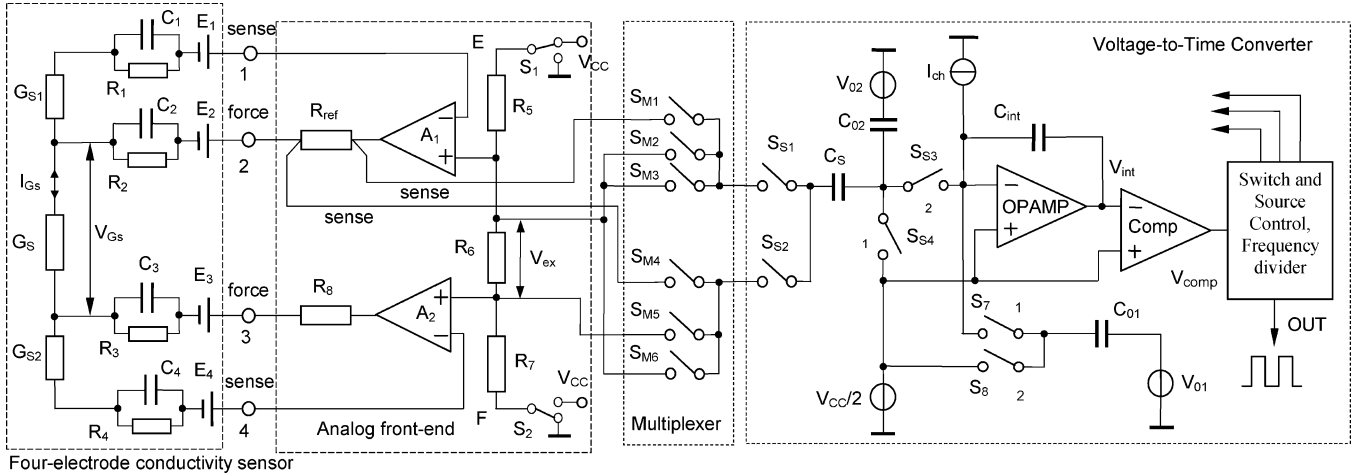 C1
E1
sense
1
R1
GS1
C2
E2
force
2
R2
IGs
VGs
GS
C3
E3
force
3
R3
GS2
C4
E4
sense
4
R4
Four-electrode conductivity sensor
E
S1
VCC
R5
Rref
A1
sense
sense
R6
Vex
R8
A2
R7
VCC
F
S2
Analog front-end
SM1
SM2
SM3
SM4
SM5
SM6
Multiplexer
SS1
SS2
CS
V02
C02
SS3
2
1
SS4
VCC/2
Ich
Cint
OPAMP
Vint
Comp
Vcomp
S7
1
S8
2
C01
V01
Voltage-to-Time Converter
Switch and
Source
Control,
Frequency
divider
OUT